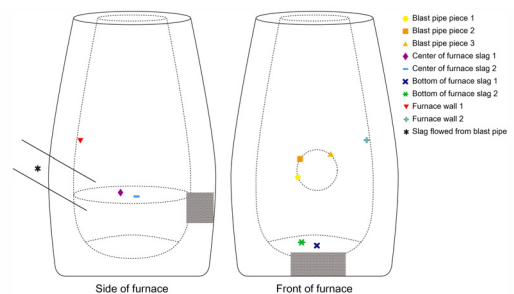 Blast pipe piece 1
Blast pipe piece 2
Blast pipe piece 3
Center of furnace slag 1
Center of furnace slag 2
Bottom of furnace slag 1
Bottom of furnace slag 2
Furnace wall 1
Furnace wall 2
Slag flowed from blast pipe
Side of furnace
Front of furnace